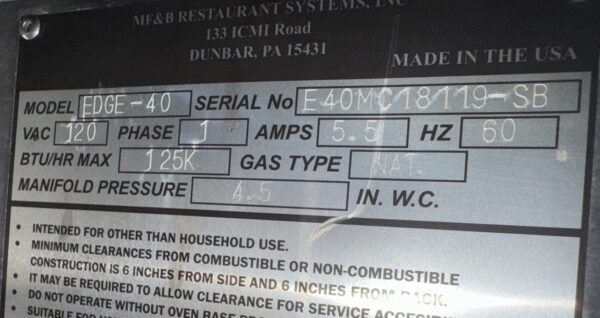 MF&B RESTAURANT SYSTEMS, INC
133 ICMI Road
DUNBAR, PA 15431
MADE IN THE USA
MODEL EDGE-40 SERIAL No E40MC18119-SB
VAC 120 PHASE 1 AMPS 5.5 HZ 60
BTU/HR MAX 125K GAS TYPE NAT.
MANIFOLD PRESSURE 4.5 IN. W.C.
• INTENDED FOR OTHER THAN HOUSEHOLD USE.
• MINIMUM CLEARANCES FROM COMBUSTIBLE OR NON-COMBUSTIBLE
CONSTRUCTION IS 6 INCHES FROM SIDE AND 6 INCHES FROM BACK.
• IT MAY BE REQUIRED TO ALLOW CLEARANCE FOR SERVICE
• DO NOT OPERATE WITHOUT OVEN BASE
• SUITABLE FOR